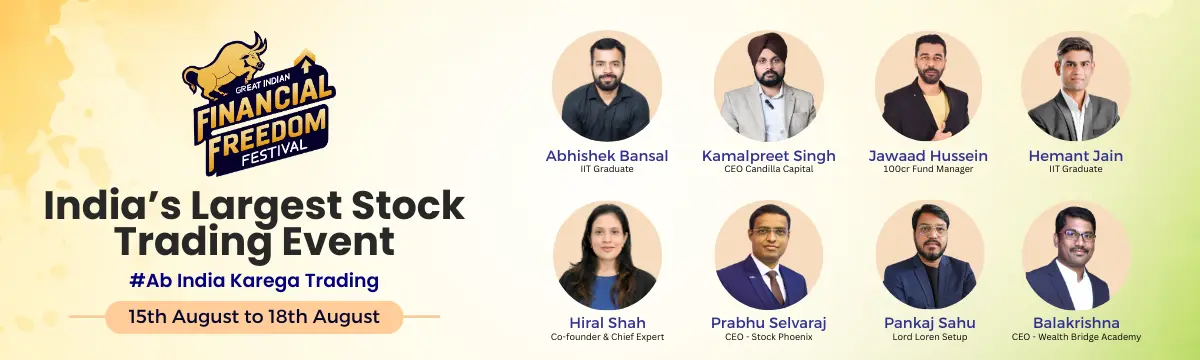 GREAT INDIAN
FINANCIAL
FREEDOM
FESTIVAL
India's Largest Stock
Trading Event
#Ab India Karega Trading
15th August to 18th August
Abhishek Bansal
IIT Graduate
Kamalpreet Singh
CEO Candilla Capital
Jawaad Hussein
100cr Fund Manager
Hemant Jain
IIT Graduate
Hiral Shah
Co-founder & Chief Expert
Prabhu Selvaraj
CEO - Stock Phoenix
Pankaj Sahu
Lord Loren Setup
Balakrishna
CEO - Wealth Bridge Academy